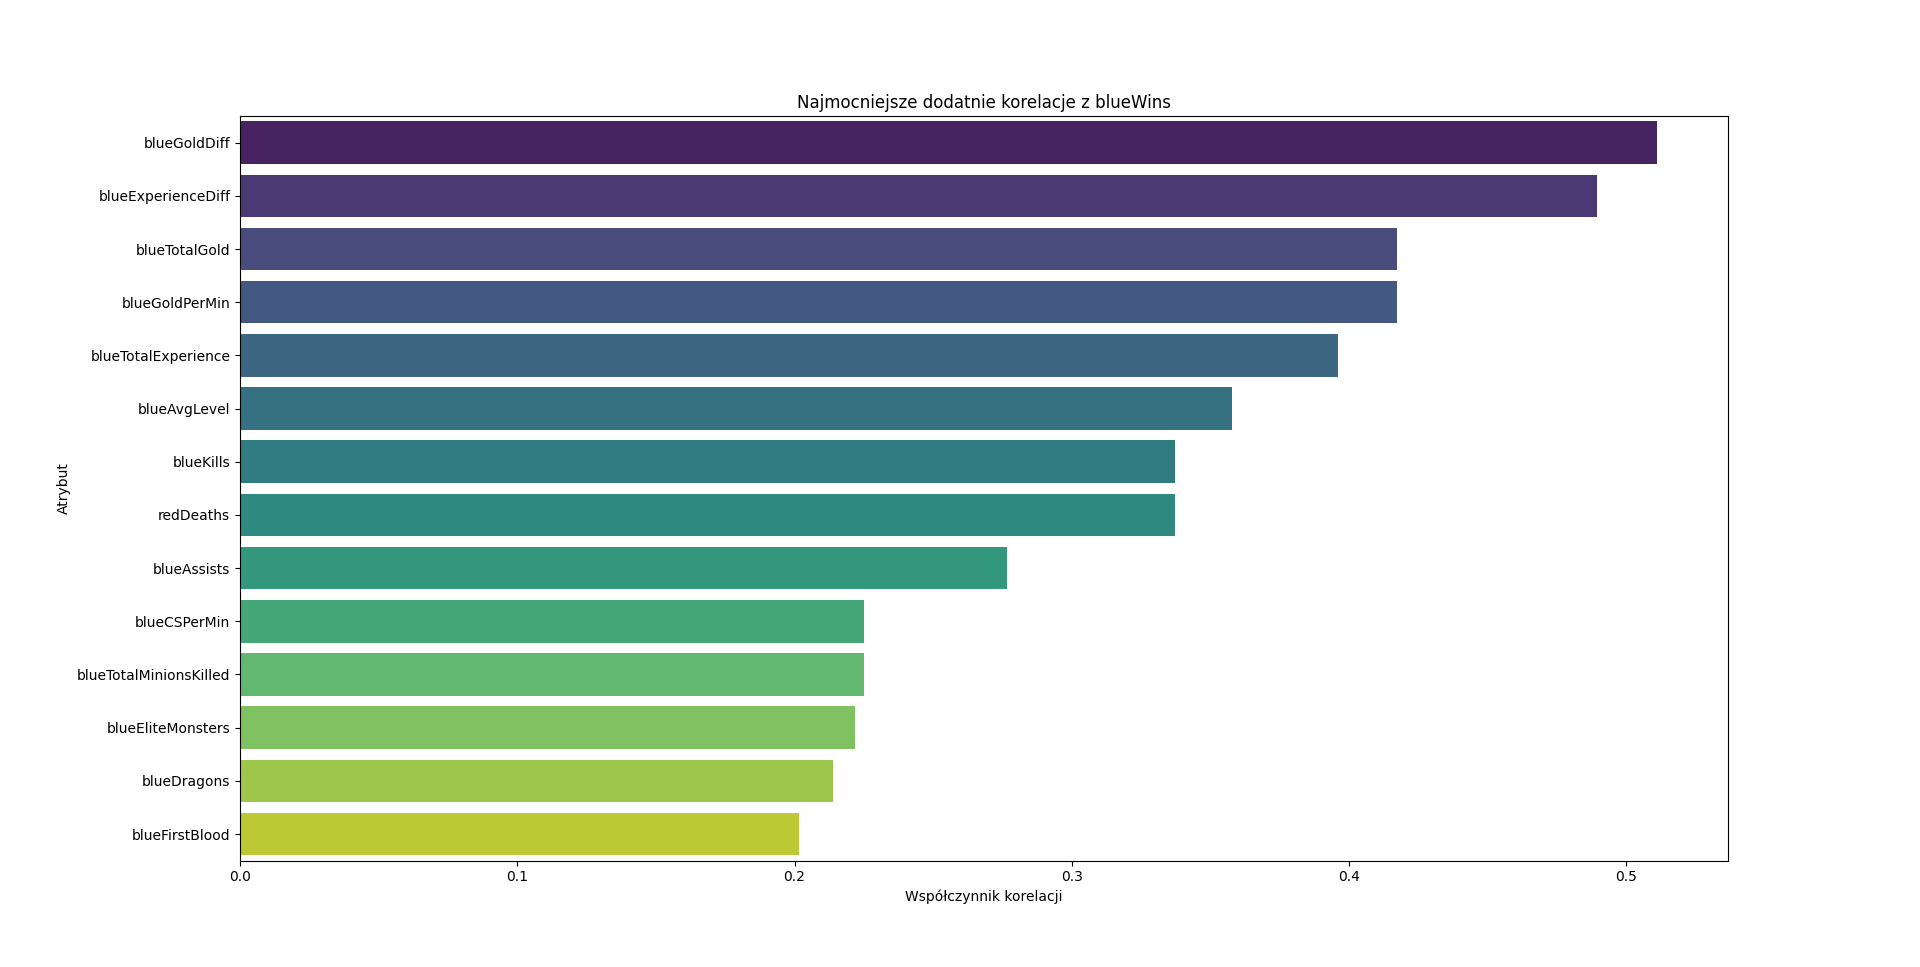 Najmocniejsze dodatnie korelacje z blueWins
Atrybut
blueGoldDiff
blueExperienceDiff
blueTotalGold
blueGoldPerMin
blueTotalExperience
blueAvgLevel
blueKills
redDeaths
blueAssists
blueCSPerMin
blueTotalMinionsKilled
blueEliteMonsters
blueDragons
blueFirstBlood
0.0 0.1 0.2 0.3 0.4 0.5
Współczynnik korelacji